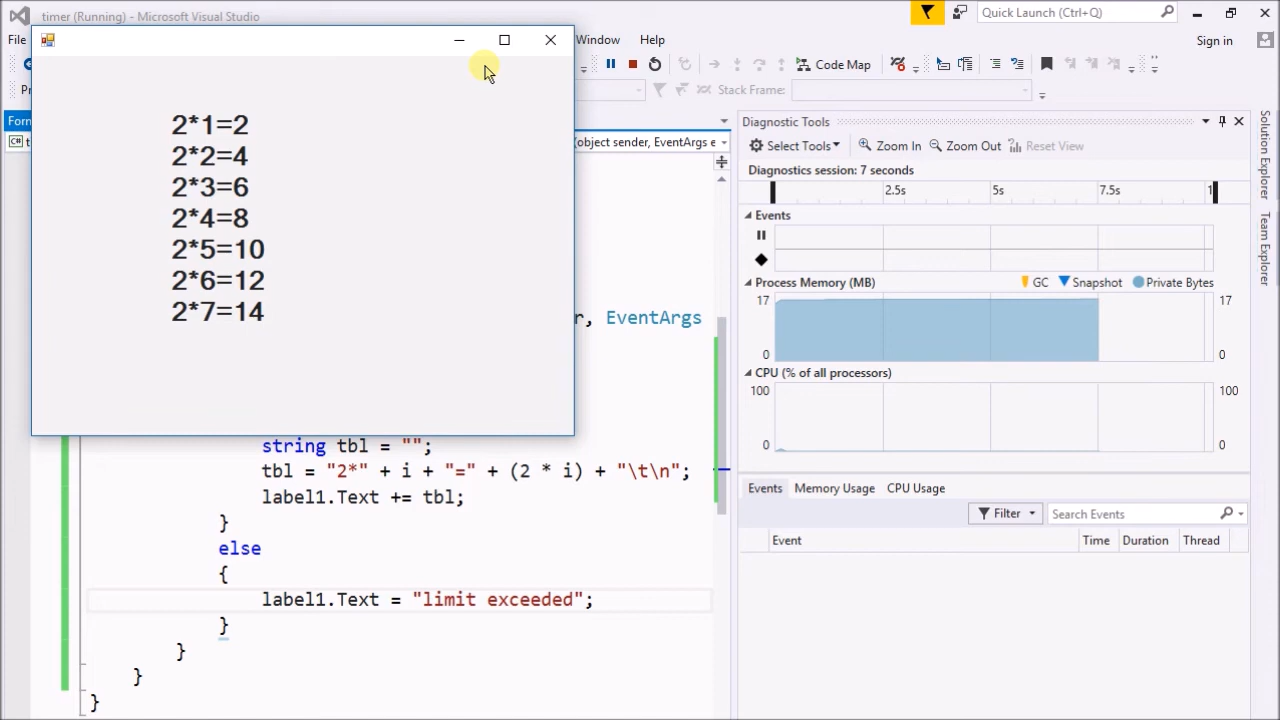 timer (Running) - Microsoft Visual Studio
Quick Launch (Ctrl+Q)
File
Window
Help
Sign in
Code Map
Stack Frame:
(object sender, EventArgs e
2*1=2
2*2=4
2*3=6
2*4=8
2*5=10
2*6=12
2*7=14
EventArgs
string tbl = "";
tbl = "2*" + i + "=" + (2 * i) + "\t\n";
label1.Text += tbl;
}
else
{
label1.Text = "limit exceeded";
}
}
}
}
Diagnostic Tools
Select Tools
Zoom In
Zoom Out
Reset View
Diagnostics session: 7 seconds
2.5s
5s
7.5s
Events
Process Memory (MB)
GC
Snapshot
Private Bytes
17
17
0
0
CPU (% of all processors)
100
100
0
0
Events
Memory Usage
CPU Usage
Filter
Search Events
Event
Time
Duration
Thread
Solution Explorer
Team Explorer